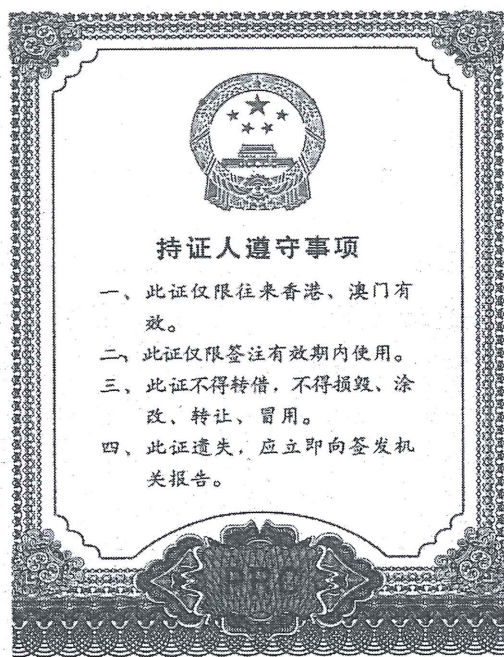 持证人遵守事项
一、此证仅限往来香港、澳门有
效。
二、此证仅限签注有效期内使用。
三、此证不得转借，不得损毁、涂
改、转让、冒用。
四、此证遗失，应立即向签发机
关报告。
PRC